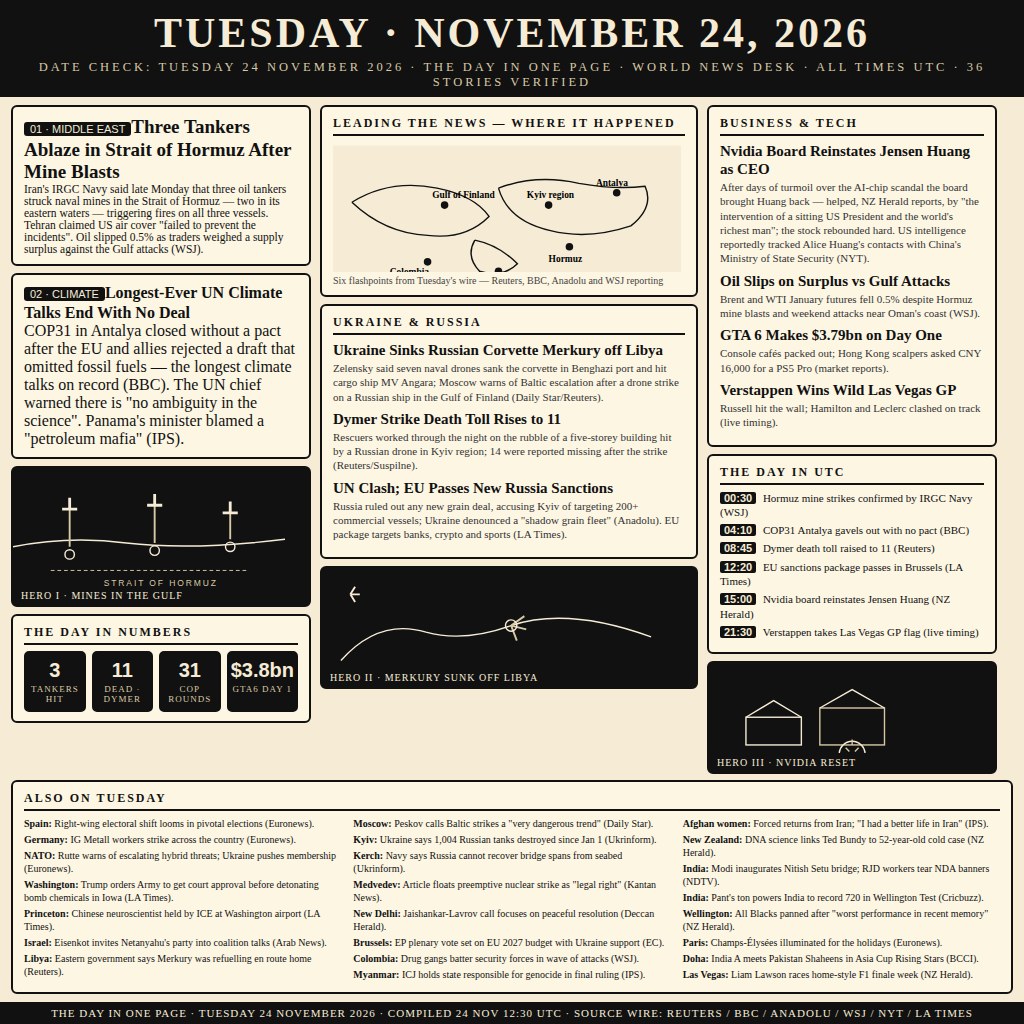 TUESDAY · NOVEMBER 24, 2026
DATE CHECK: TUESDAY 24 NOVEMBER 2026 · THE DAY IN ONE PAGE · WORLD NEWS DESK · ALL TIMES UTC · 36
STORIES VERIFIED
01 · MIDDLE EAST Three Tankers
Ablaze in Strait of Hormuz After
Mine Blasts
Iran's IRGC Navy said late Monday that three oil tankers
struck naval mines in the Strait of Hormuz — two in its
eastern waters — triggering fires on all three vessels.
Tehran claimed US air cover "failed to prevent the
incidents". Oil slipped 0.5% as traders weighed a supply
surplus against the Gulf attacks (WSJ).
02 · CLIMATE Longest-Ever UN Climate
Talks End With No Deal
COP31 in Antalya closed without a pact
after the EU and allies rejected a draft that
omitted fossil fuels — the longest climate
talks on record (BBC). The UN chief
warned there is "no ambiguity in the
science". Panama's minister blamed a
"petroleum mafia" (IPS).
STRAIT OF HORMUZ
HERO I · MINES IN THE GULF
THE DAY IN NUMBERS
3
TANKERS
HIT
11
DEAD ·
DYMER
31
COP
ROUNDS
$3.8bn
GTA6 DAY 1
LEADING THE NEWS — WHERE IT HAPPENED
Antalya
Gulf of Finland
Kyiv region
Hormuz
Colombia
Six flashpoints from Tuesday's wire — Reuters, BBC, Anadolu and WSJ reporting
UKRAINE & RUSSIA
Ukraine Sinks Russian Corvette Merkury off Libya
Zelensky said seven naval drones sank the corvette in Benghazi port and hit
cargo ship MV Angara; Moscow warns of Baltic escalation after a drone strike
on a Russian ship in the Gulf of Finland (Daily Star/Reuters).
Dymer Strike Death Toll Rises to 11
Rescuers worked through the night on the rubble of a five-storey building hit
by a Russian drone in Kyiv region; 14 were reported missing after the strike
(Reuters/Suspilne).
UN Clash; EU Passes New Russia Sanctions
Russia ruled out any new grain deal, accusing Kyiv of targeting 200+
commercial vessels; Ukraine denounced a "shadow grain fleet" (Anadolu). EU
package targets banks, crypto and sports (LA Times).
HERO II · MERKURY SUNK OFF LIBYA
BUSINESS & TECH
Nvidia Board Reinstates Jensen Huang
as CEO
After days of turmoil over the AI-chip scandal the board
brought Huang back — helped, NZ Herald reports, by "the
intervention of a sitting US President and the world's
richest man"; the stock rebounded hard. US intelligence
reportedly tracked Alice Huang's contacts with China's
Ministry of State Security (NYT).
Oil Slips on Surplus vs Gulf Attacks
Brent and WTI January futures fell 0.5% despite Hormuz
mine blasts and weekend attacks near Oman's coast (WSJ).
GTA 6 Makes $3.79bn on Day One
Console cafés packed out; Hong Kong scalpers asked CNY
16,000 for a PS5 Pro (market reports).
Verstappen Wins Wild Las Vegas GP
Russell hit the wall; Hamilton and Leclerc clashed on track
(live timing).
THE DAY IN UTC
00:30 Hormuz mine strikes confirmed by IRGC Navy
(WSJ)
04:10 COP31 Antalya gavels out with no pact (BBC)
08:45 Dymer death toll raised to 11 (Reuters)
12:20 EU sanctions package passes in Brussels (LA
Times)
15:00 Nvidia board reinstates Jensen Huang (NZ
Herald)
21:30 Verstappen takes Las Vegas GP flag (live timing)
HERO III · NVIDIA RESET
ALSO ON TUESDAY
Spain: Right-wing electoral shift looms in pivotal elections (Euronews).
Germany: IG Metall workers strike across the country (Euronews).
NATO: Rutte warns of escalating hybrid threats; Ukraine pushes membership
(Euronews).
Washington: Trump orders Army to get court approval before detonating
bomb chemicals in Iowa (LA Times).
Princeton: Chinese neuroscientist held by ICE at Washington airport (LA
Times).
Israel: Eisenkot invites Netanyahu's party into coalition talks (Arab News).
Libya: Eastern government says Merkury was refuelling en route home
(Reuters).
Moscow: Peskov calls Baltic strikes a "very dangerous trend" (Daily Star).
Kyiv: Ukraine says 1,004 Russian tanks destroyed since Jan 1 (Ukrinform).
Kerch: Navy says Russia cannot recover bridge spans from seabed
(Ukrinform).
Medvedev: Article floats preemptive nuclear strike as "legal right" (Kantan
News).
New Delhi: Jaishankar-Lavrov call focuses on peaceful resolution (Deccan
Herald).
Brussels: EP plenary vote set on EU 2027 budget with Ukraine support (EC).
Colombia: Drug gangs batter security forces in wave of attacks (WSJ).
Myanmar: ICJ holds state responsible for genocide in final ruling (IPS).
Afghan women: Forced returns from Iran; "I had a better life in Iran" (IPS).
New Zealand: DNA science links Ted Bundy to 52-year-old cold case (NZ
Herald).
India: Modi inaugurates Nitish Setu bridge; RJD workers tear NDA banners
(NDTV).
India: Pant's ton powers India to record 720 in Wellington Test (Cricbuzz).
Wellington: All Blacks panned after "worst performance in recent memory"
(NZ Herald).
Paris: Champs-Élysées illuminated for the holidays (Euronews).
Doha: India A meets Pakistan Shaheens in Asia Cup Rising Stars (BCCI).
Las Vegas: Liam Lawson races home-style F1 finale week (NZ Herald).
THE DAY IN ONE PAGE · TUESDAY 24 NOVEMBER 2026 · COMPILED 24 NOV 12:30 UTC · SOURCE WIRE: REUTERS / BBC / ANADOLU / WSJ / NYT / LA TIMES